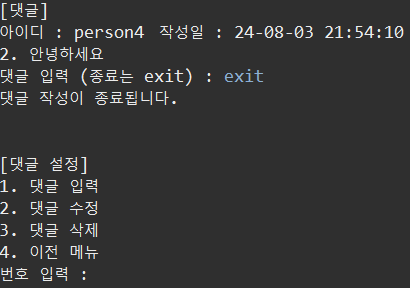 [댓글]
아이디 : person4 작성일 : 24-08-03 21:54:10
2. 안녕하세요
댓글 입력 (종료는 exit) : exit
댓글 작성이 종료됩니다.
[댓글 설정]
1. 댓글 입력
2. 댓글 수정
3. 댓글 삭제
4. 이전 메뉴
번호 입력 :